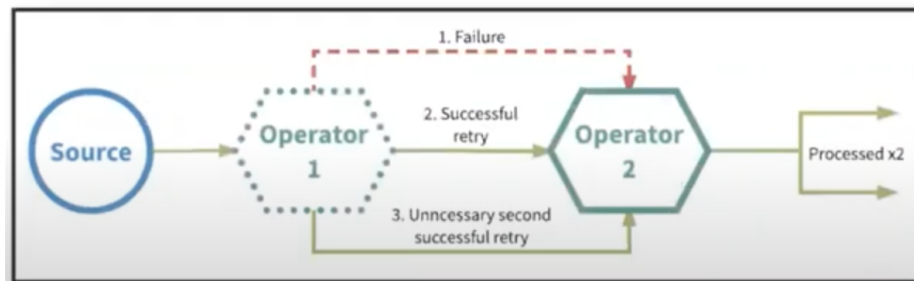 1. Failure
Source
Operator
1
2. Successful
retry
Operator
2
Processed x2
3. Unncessary second
successful retry